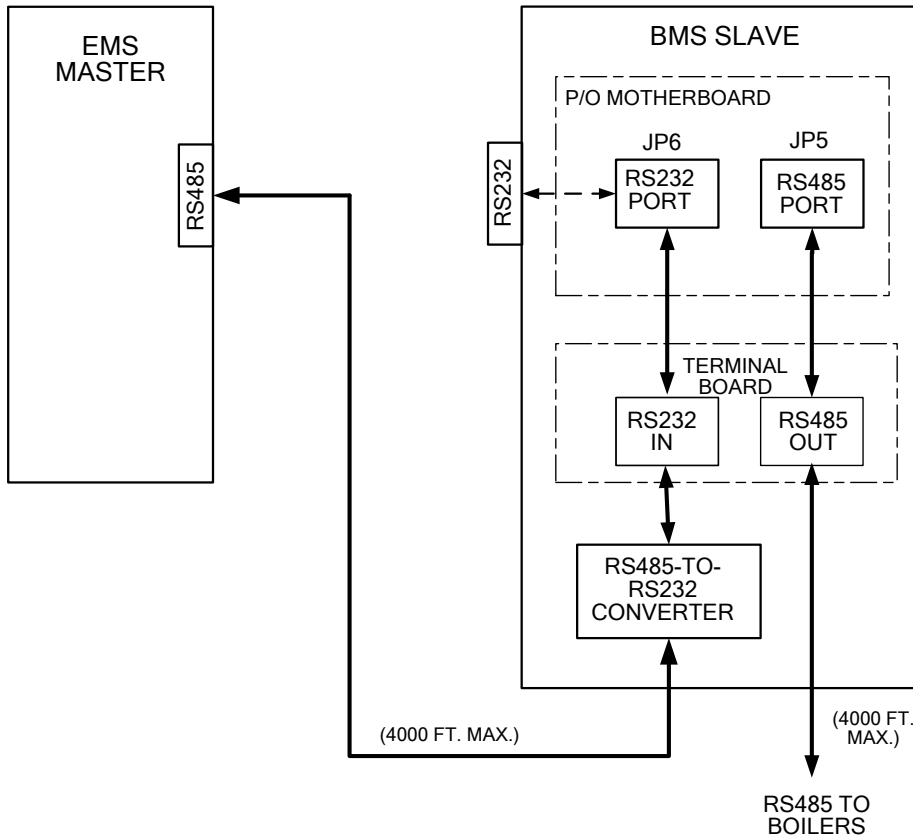 EMS
MASTER
RS485
BMS SLAVE
P/O MOTHERBOARD
JP6
JP5
RS232
RS232
PORT
RS485
PORT
TERMINAL
BOARD
RS232
IN
RS485
OUT
RS485-TO-
RS232
CONVERTER
(4000 FT. MAX.)
(4000 FT.
MAX.)
RS485 TO
BOILERS